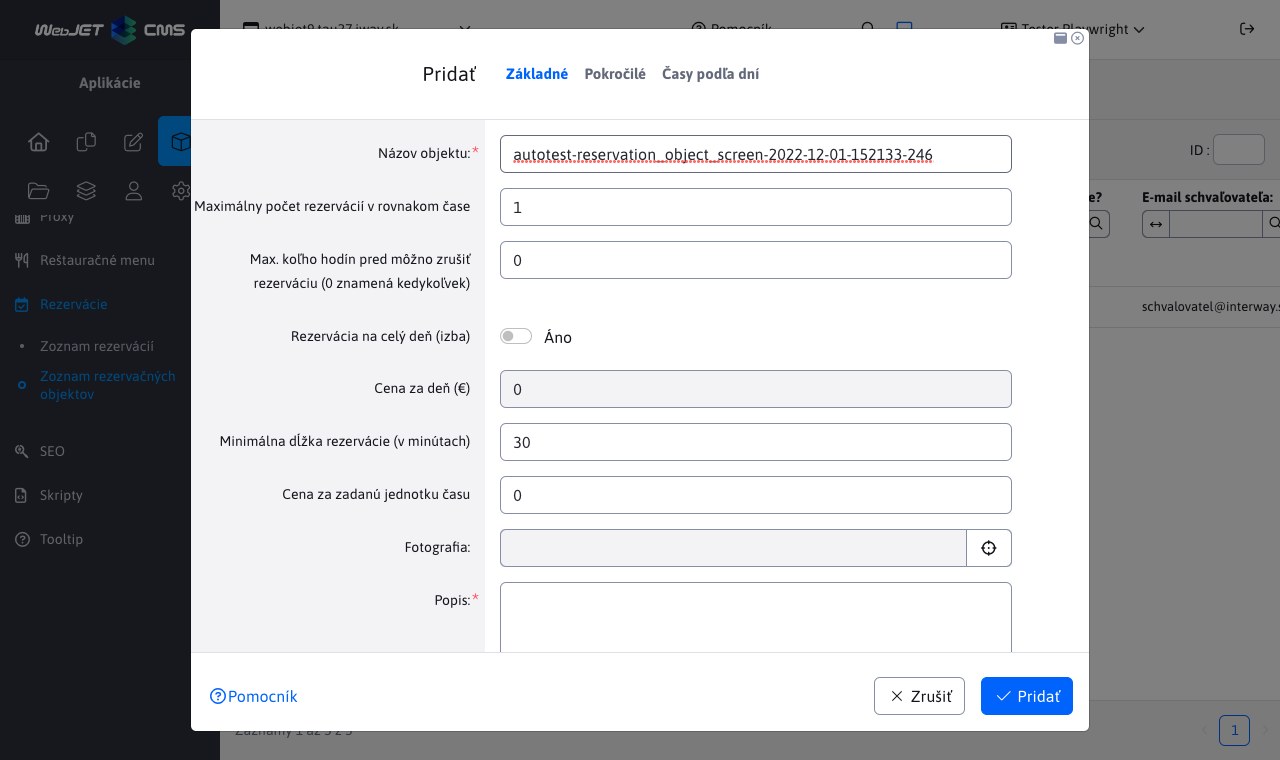 WebJET CMS
webjet9.tau27.iway.sk
Pomocník
Tester Playwright
Aplikácie
Proxy
Reštauračné menu
Rezervácie
Zoznam rezervácií
Zoznam rezervačných
objektov
SEO
Skripty
Tooltip
Pridať
Základné
Pokročilé
Časy podľa dní
Názov objektu:*
autotest-reservation_object_screen-2022-12-01-152133-246
Maximálny počet rezervácií v rovnakom čase
1
Max. koľho hodín pred môžno zrušiť
rezerváciu (0 znamená kedykoľvek)
0
Rezervácia na celý deň (izba)
Áno
Cena za deň (€)
0
Minimálna dĺžka rezervácie (v minútach)
30
Cena za zadanú jednotku času
0
Fotografia:
Popis:*
Pomocník
Zrušiť
Pridať
ID :
e?
E-mail schvaľovateľa:
schvalovatel@interway.s
Záznamy 1 až 3 z 3
1